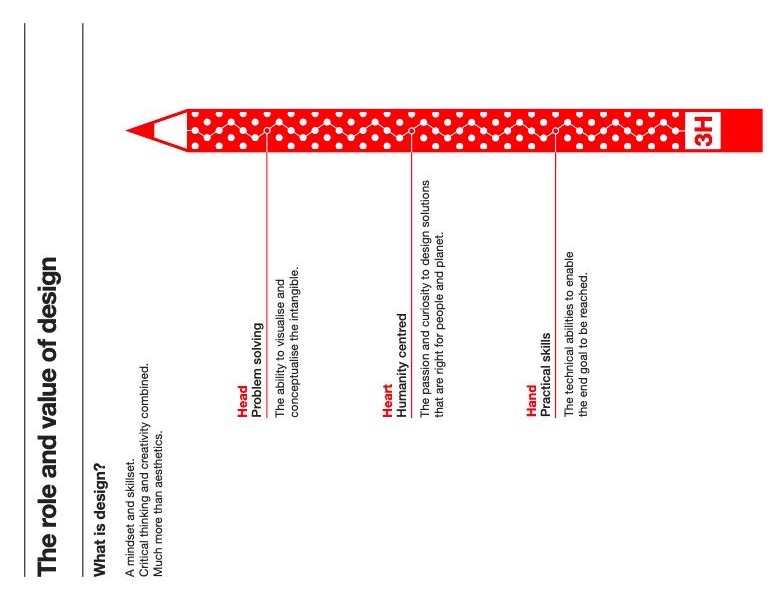 The role and value of design
What is design?
A mindset and skillset.
Critical thinking and creativity combined.
Much more than aesthetics.
Head
Problem solving
The ability to visualise and
conceptualise the intangible.
Heart
Humanity centred
The passion and curiosity to design solutions
that are right for people and planet.
Hand
Practical skills
The technical abilities to enable
the end goal to be reached.
3H